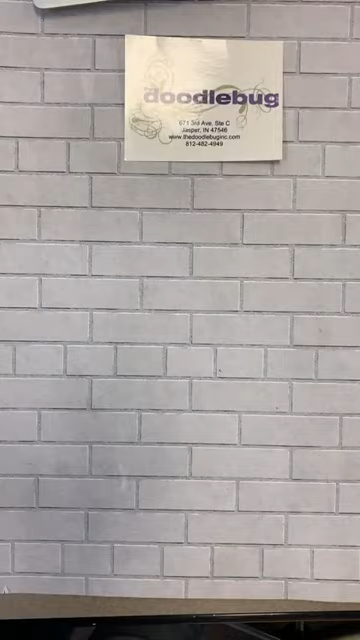 doodlebug
671 3rd Ave. Ste C
Jasper, IN 47546
www.thedoodlebuginc.com
812-482-4949